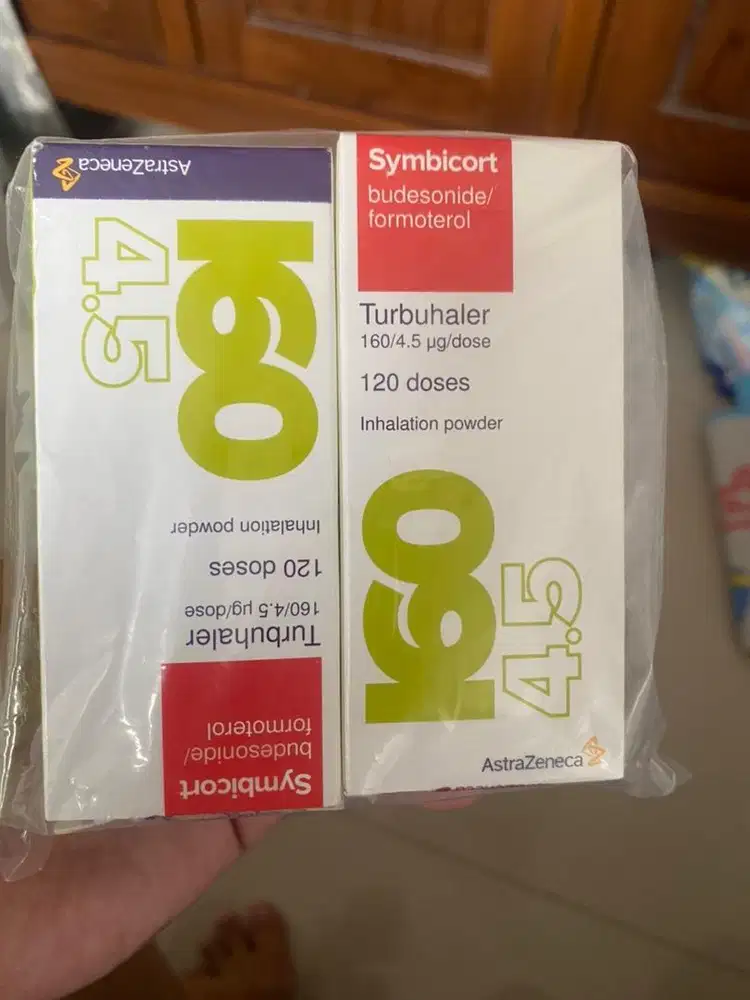 AstraZeneca
160
4.5
Inhalation powder
120 doses
160/4.5 µg/dose
Turbuhaler
budesonide/
formoterol
Symbicort
Symbicort
budesonide/
formoterol
Turbuhaler
160/4.5 µg/dose
120 doses
Inhalation powder
160
4.5
AstraZeneca